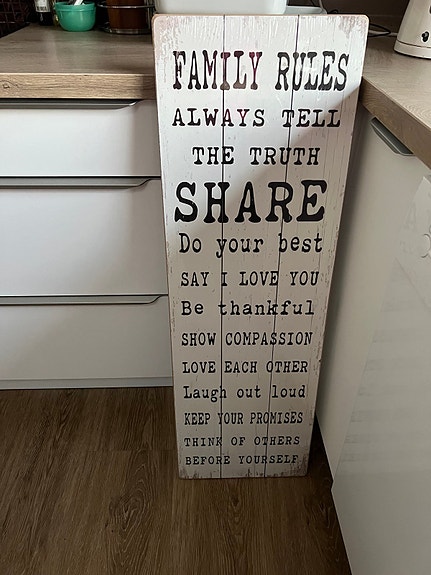 FAMILY RULES
ALWAYS TELL
THE TRUTH
SHARE
Do your best
SAY I LOVE YOU
Be thankful
SHOW COMPASSION
LOVE EACH OTHER
Laugh out loud
KEEP YOUR PROMISES
THINK OF OTHERS
BEFORE YOURSELF